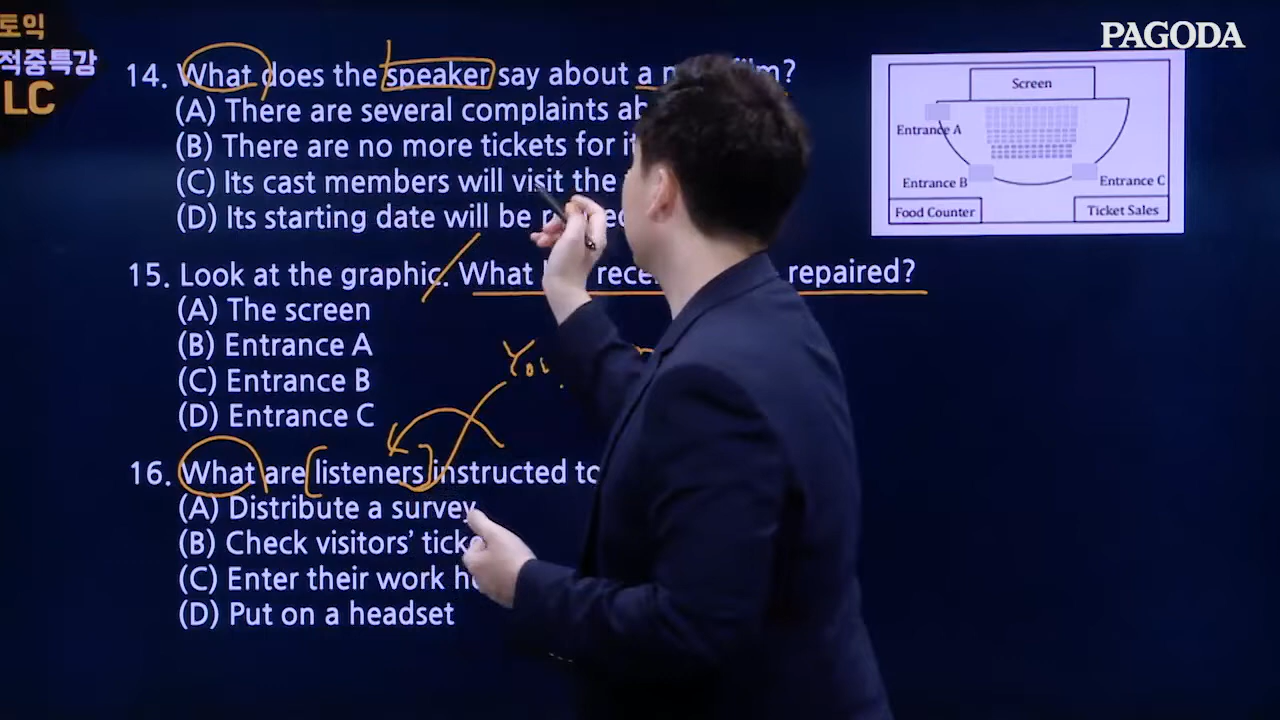 토익
적중특강
LC
PAGODA
14. What does the speaker say about a film?
(A) There are several complaints
(B) There are no more tickets for
(C) Its cast members will visit the
(D) Its starting date will be
15. Look at the graphic. What repaired?
(A) The screen
(B) Entrance A
(C) Entrance B
(D) Entrance C
16. What are listeners instructed to
(A) Distribute a survey
(B) Check visitors'
(C) Enter their work
(D) Put on a headset
Screen
Entrance A
Entrance B
Entrance C
Food Counter
Ticket Sales